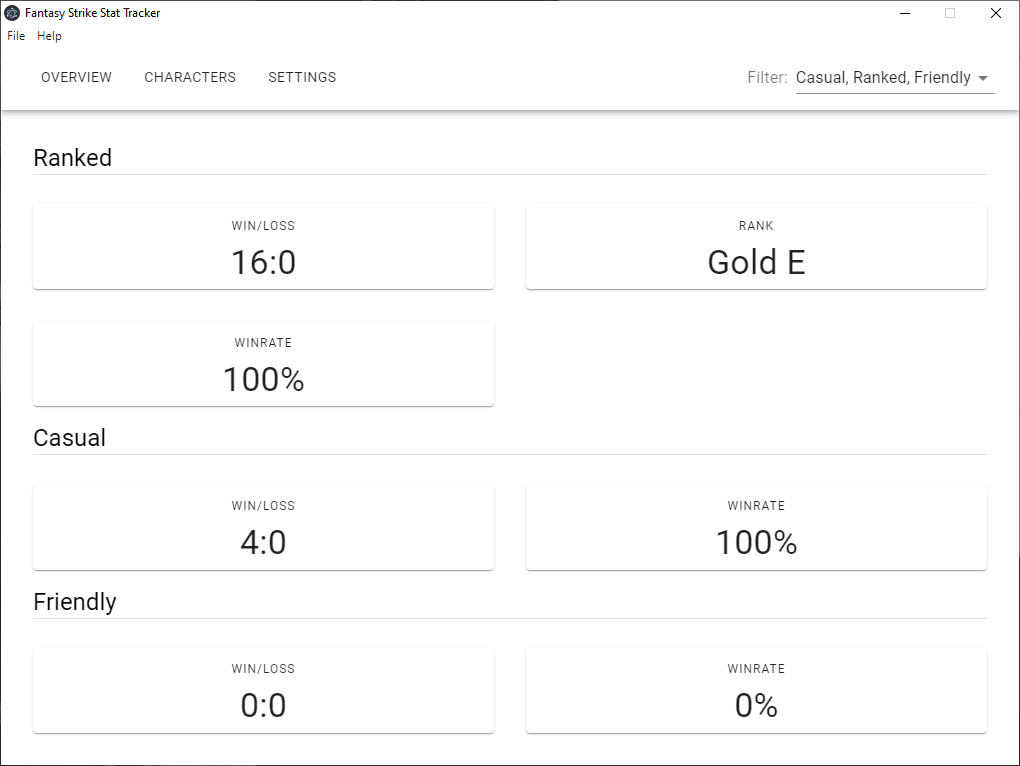 Fantasy Strike Stat Tracker
File Help
OVERVIEW CHARACTERS SETTINGS Filter: Casual, Ranked, Friendly
Ranked
WIN/LOSS
16:0
RANK
Gold E
WINRATE
100%
Casual
WIN/LOSS
4:0
WINRATE
100%
Friendly
WIN/LOSS
0:0
WINRATE
0%